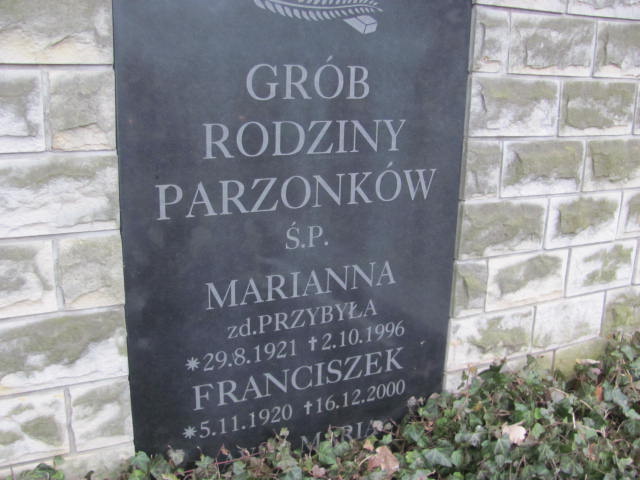 GRÓB
RODZINY
PARZONKÓW
Ś.P.
MARIANNA
zd.PRZYBYŁA
*29.8.1921 †2.10.1996
FRANCISZEK
*5.11.1920 †16.12.2000